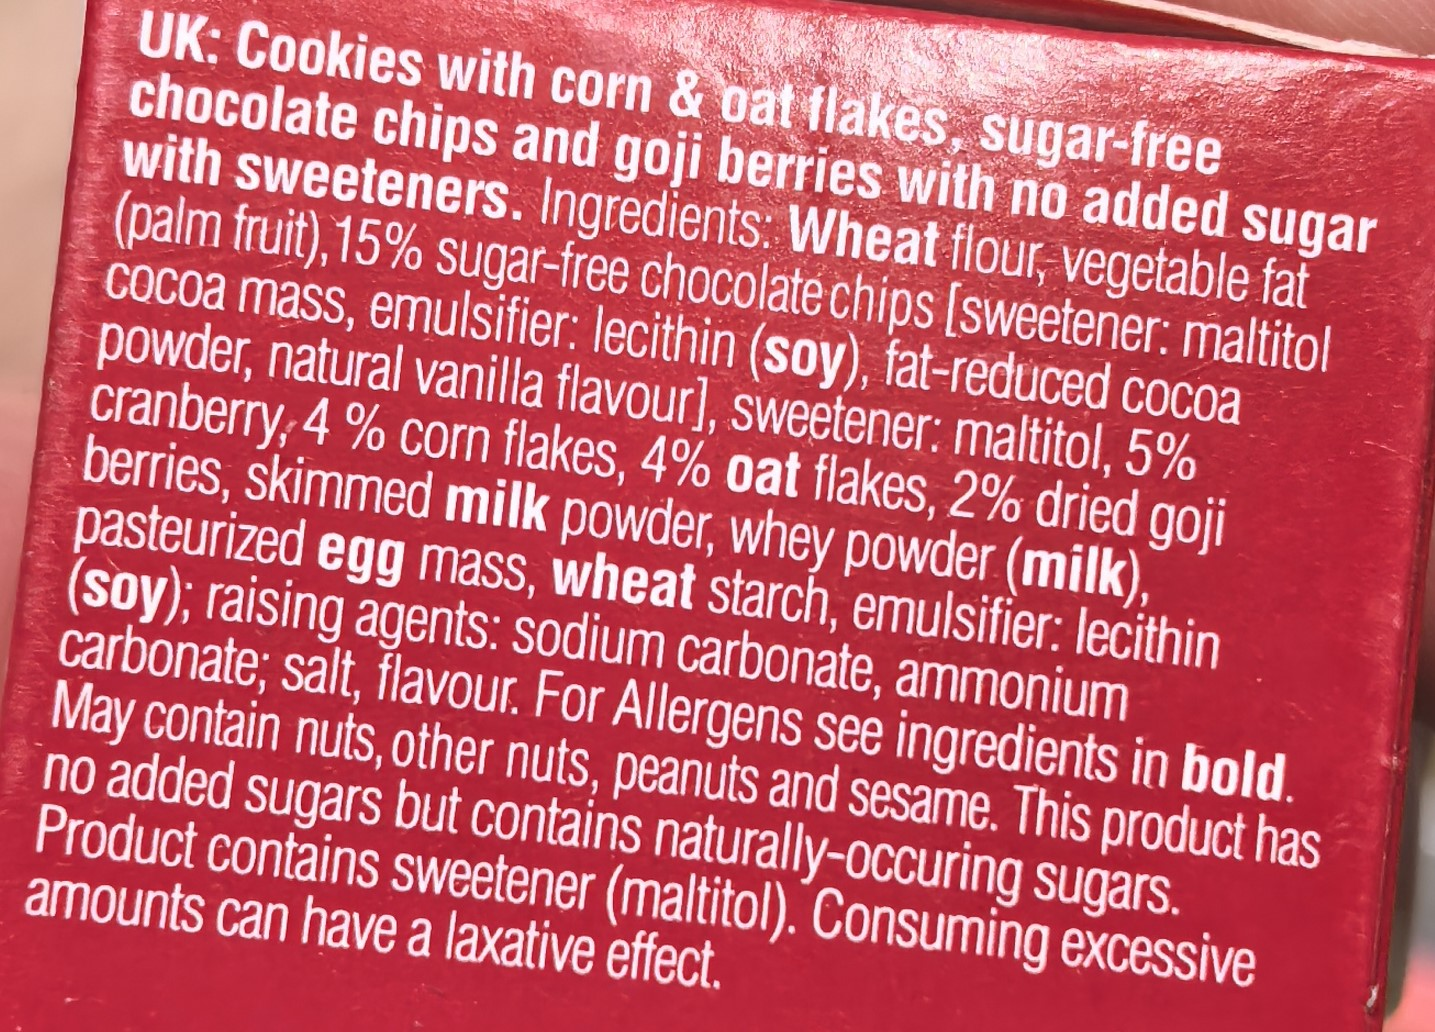 UK: Cookies with corn & oat flakes, sugar-free
chocolate chips and goji berries with no added sugar
with sweeteners. Ingredients: Wheat flour, vegetable fat
(palm fruit), 15% sugar-free chocolate chips [sweetener: maltitol
cocoa mass, emulsifier: lecithin (soy), fat-reduced cocoa
powder, natural vanilla flavour], sweetener: maltitol, 5%
cranberry, 4 % corn flakes, 4% oat flakes, 2% dried goji
berries, skimmed milk powder, whey powder (milk),
pasteurized egg mass, wheat starch, emulsifier: lecithin
(soy); raising agents: sodium carbonate, ammonium
carbonate; salt, flavour. For Allergens see ingredients in bold.
May contain nuts, other nuts, peanuts and sesame. This product has
no added sugars but contains naturally-occuring sugars.
Product contains sweetener (maltitol). Consuming excessive
amounts can have a laxative effect.